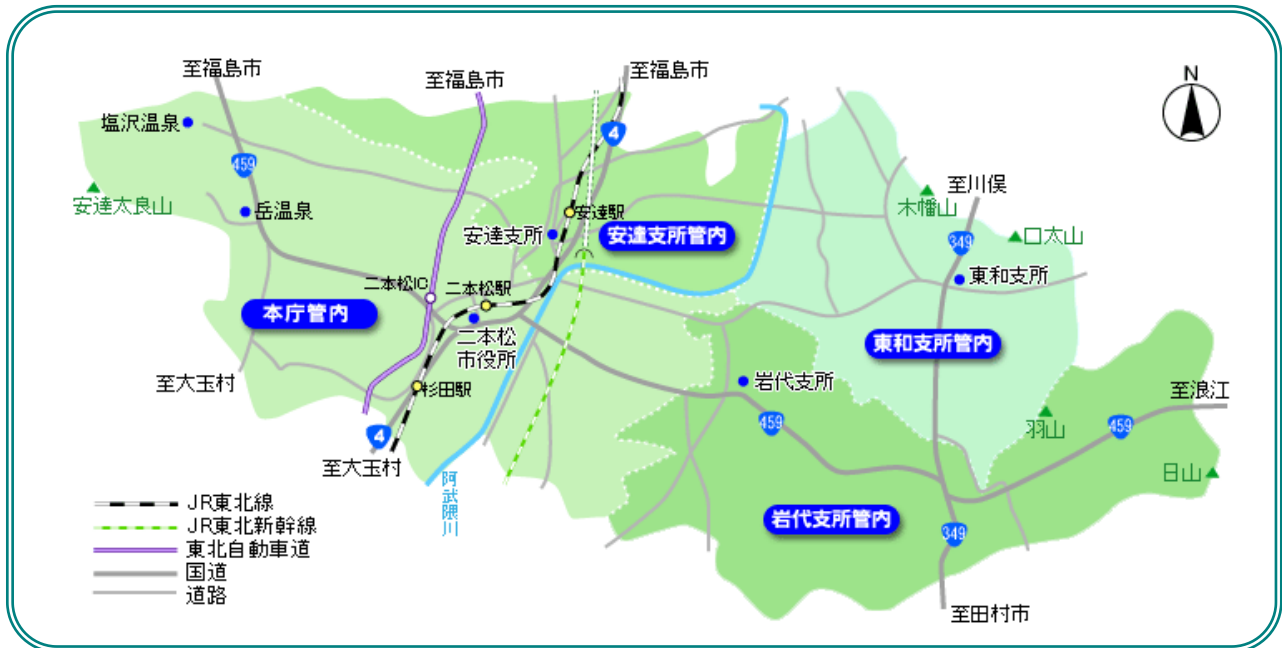 至福島市
至福島市
至福島市
N
塩沢温泉
4
459
安達太良山
岳温泉
安達駅
安達支所
安達支所管内
至川俣
木幡山
349
口太山
東和支所
二本松IC
二本松駅
本庁管内
二本松
市役所
東和支所管内
至大玉村
杉田駅
岩代支所
至浪江
459
459
羽山
4
至大玉村
阿武隈川
日山
JR東北線
JR東北新幹線
東北自動車道
国道
道路
岩代支所管内
349
至田村市